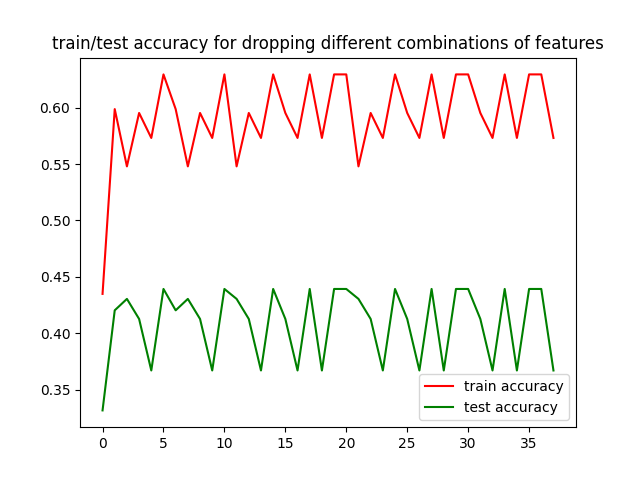 train/test accuracy for dropping different combinations of features
0.60
0.55
0.50
0.45
0.40
0.35
train accuracy
test accuracy
0 5 10 15 20 25 30 35